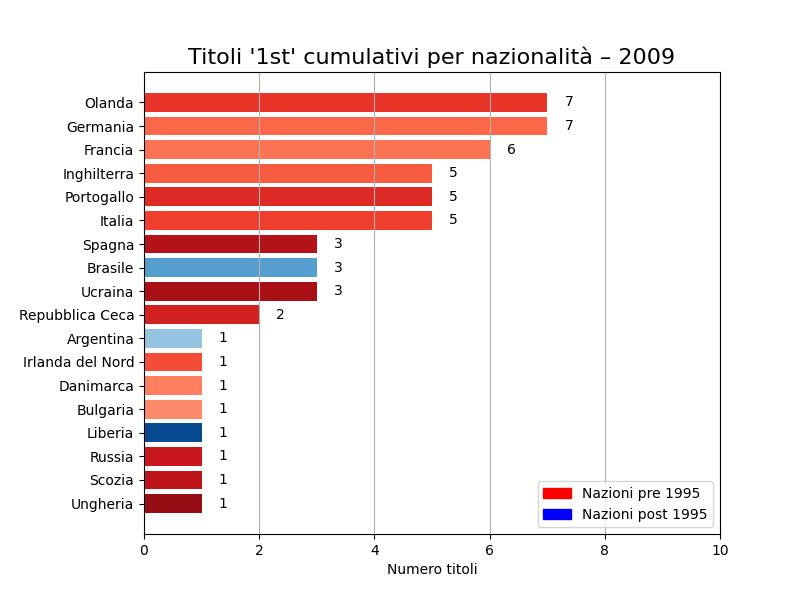 Titoli '1st' cumulativi per nazionalità – 2009
Olanda 7
Germania 7
Francia 6
Inghilterra 5
Portogallo 5
Italia 5
Spagna 3
Brasile 3
Ucraina 3
Repubblica Ceca 2
Argentina 1
Irlanda del Nord 1
Danimarca 1
Bulgaria 1
Liberia 1
Russia 1
Scozia 1
Ungheria 1
Nazioni pre 1995
Nazioni post 1995
0 2 4 6 8 10
Numero titoli